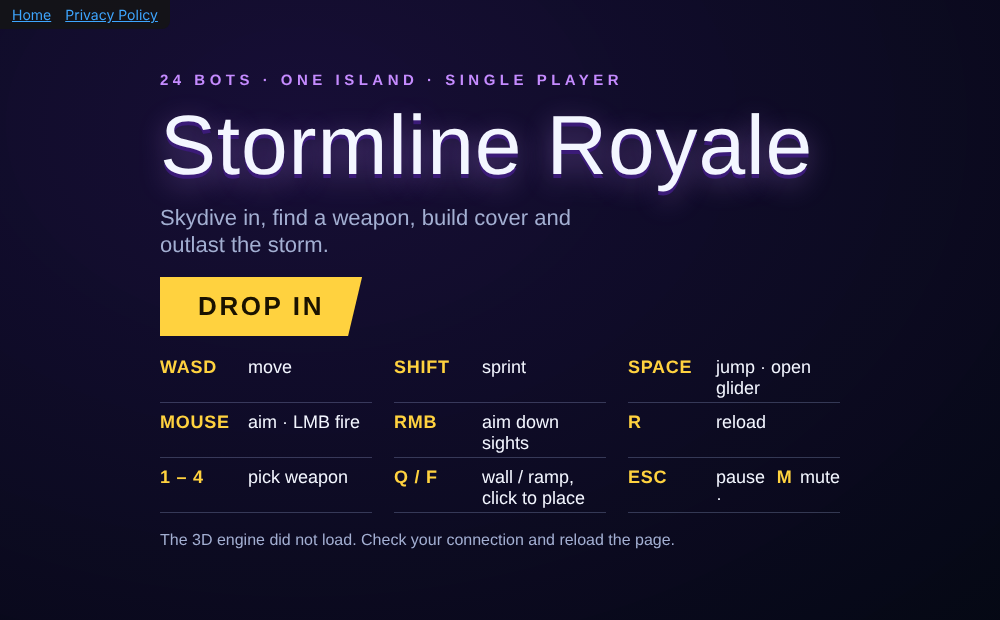 Home Privacy Policy
24 BOTS · ONE ISLAND · SINGLE PLAYER
Stormline Royale
Skydive in, find a weapon, build cover and
outlast the storm.
DROP IN
WASD move SHIFT sprint SPACE jump · open
glider
MOUSE aim · LMB fire RMB aim down
sights
R reload
1 – 4 pick weapon Q / F wall / ramp,
click to place
ESC pause M mute
·
The 3D engine did not load. Check your connection and reload the page.